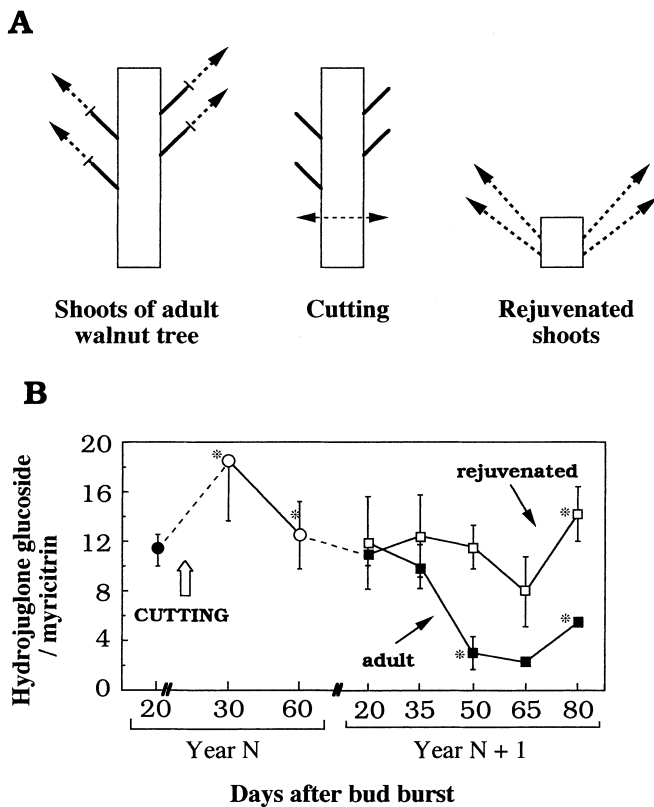 A
Shoots of adult
walnut tree
Cutting
Rejuvenated
shoots
B
Hydrojuglone glucoside
/ myricitrin
20
16
12
8
4
0
rejuvenated
CUTTING
adult
20 30 60 20 35 50 65 80
Year N Year N + 1
Days after bud burst